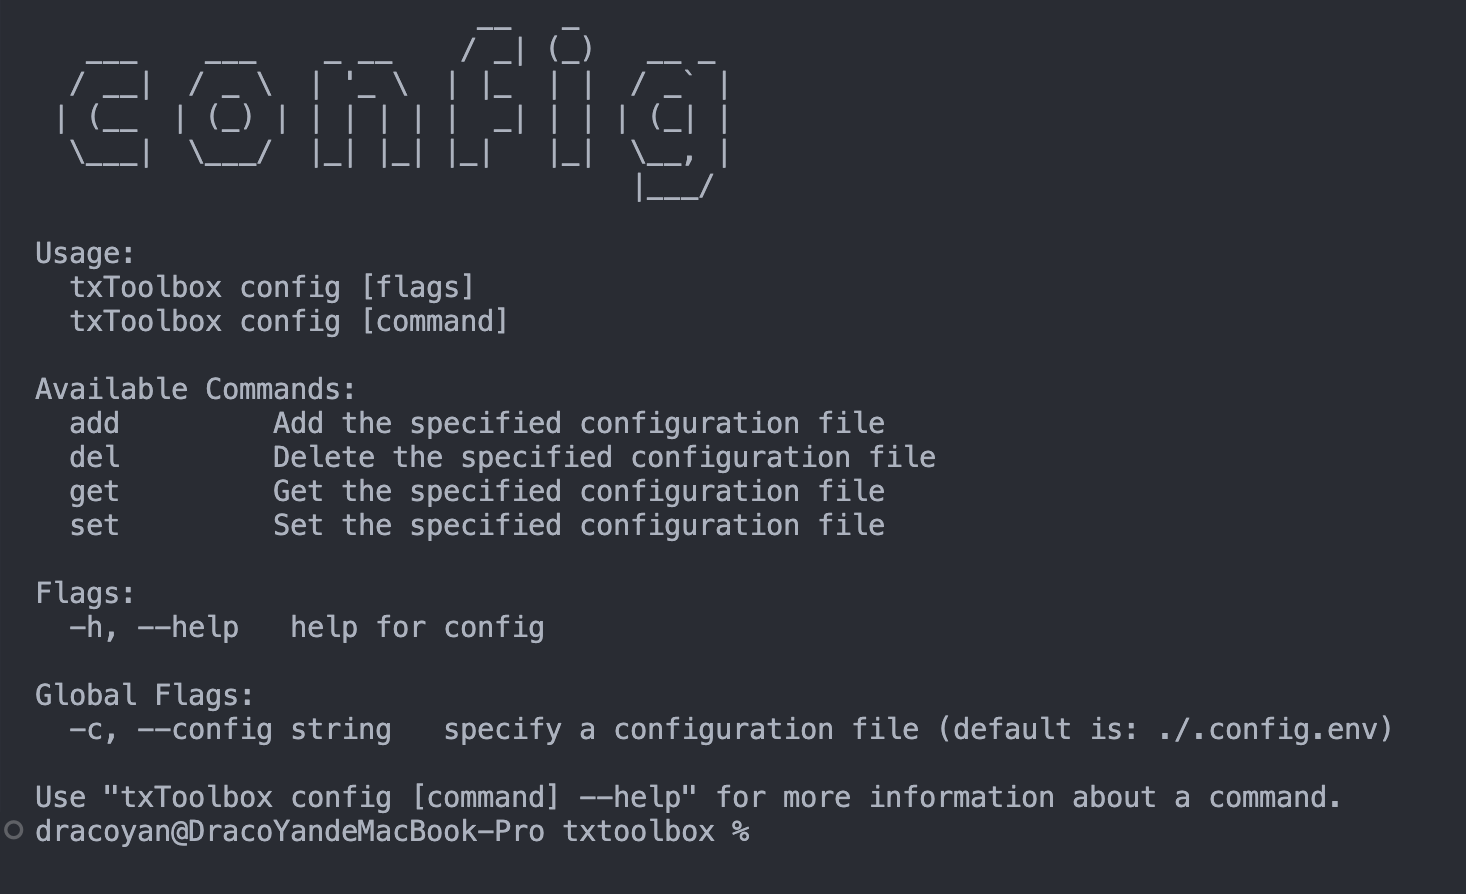 config
Usage:
txToolbox config [flags]
txToolbox config [command]
Available Commands:
add Add the specified configuration file
del Delete the specified configuration file
get Get the specified configuration file
set Set the specified configuration file
Flags:
-h, --help help for config
Global Flags:
-c, --config string specify a configuration file (default is: ./.config.env)
Use "txToolbox config [command] --help" for more information about a command.
dracoyan@DracoYandeMacBook-Pro txtoolbox %